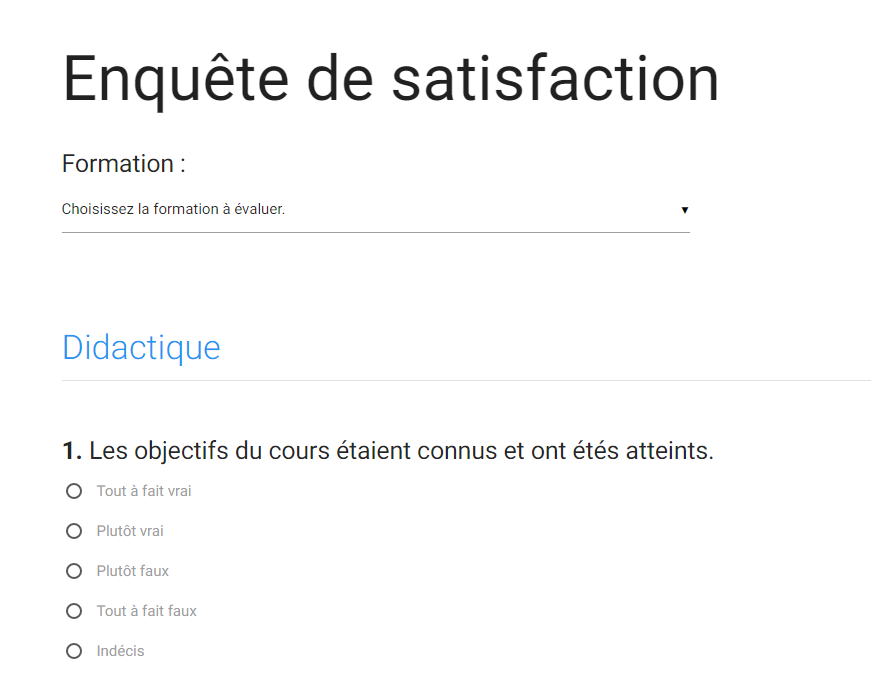 Enquête de satisfaction
Formation :
Choisissez la formation à évaluer.
Didactique
1. Les objectifs du cours étaient connus et ont étés atteints.
Tout à fait vrai
Plutôt vrai
Plutôt faux
Tout à fait faux
Indécis